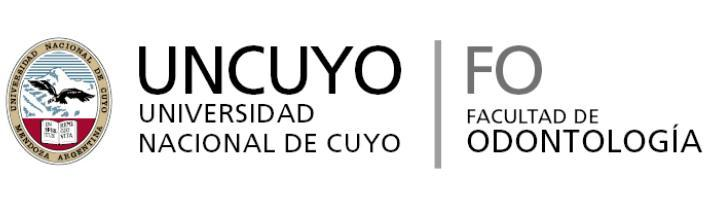 UNIVERSIDAD NACIONAL DE CUYO
MENDOZA ARGENTINA
UNCUYO
UNIVERSIDAD
NACIONAL DE CUYO
FO
FACULTAD DE
ODONTOLOGÍA